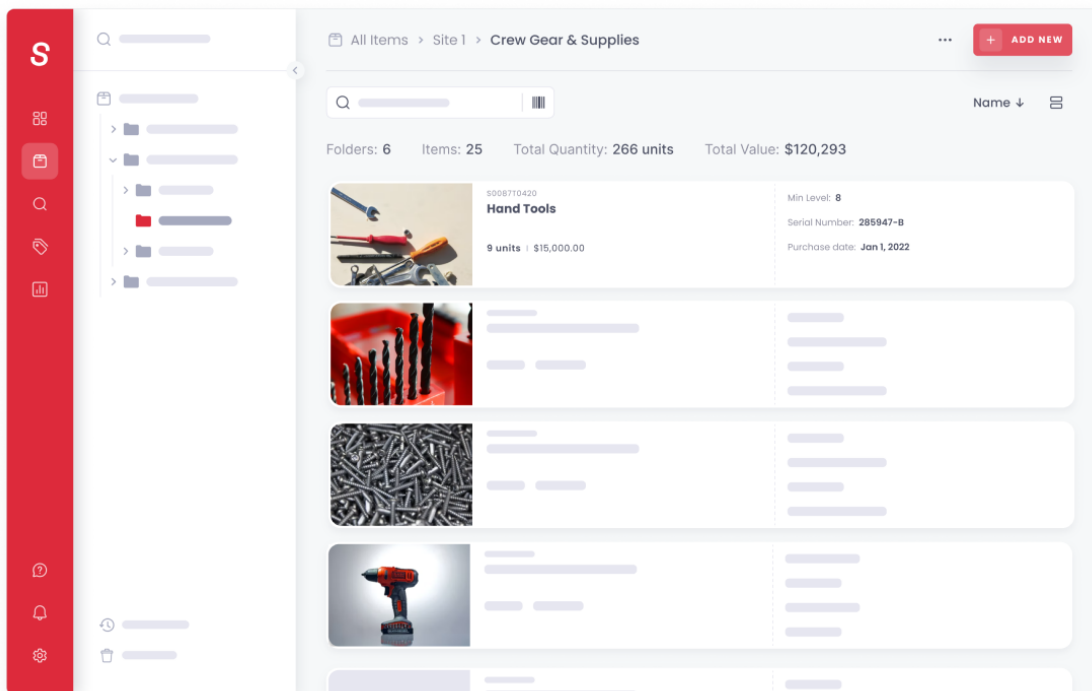 S
All Items > Site 1 > Crew Gear & Supplies
...
+ ADD NEW
Name ↓
Folders: 6 Items: 25 Total Quantity: 266 units Total Value: $120,293
S008770420
Hand Tools
9 units | $15,000.00
Min Level: 8
Serial Number: 285947-B
Purchase date: Jan 1, 2022